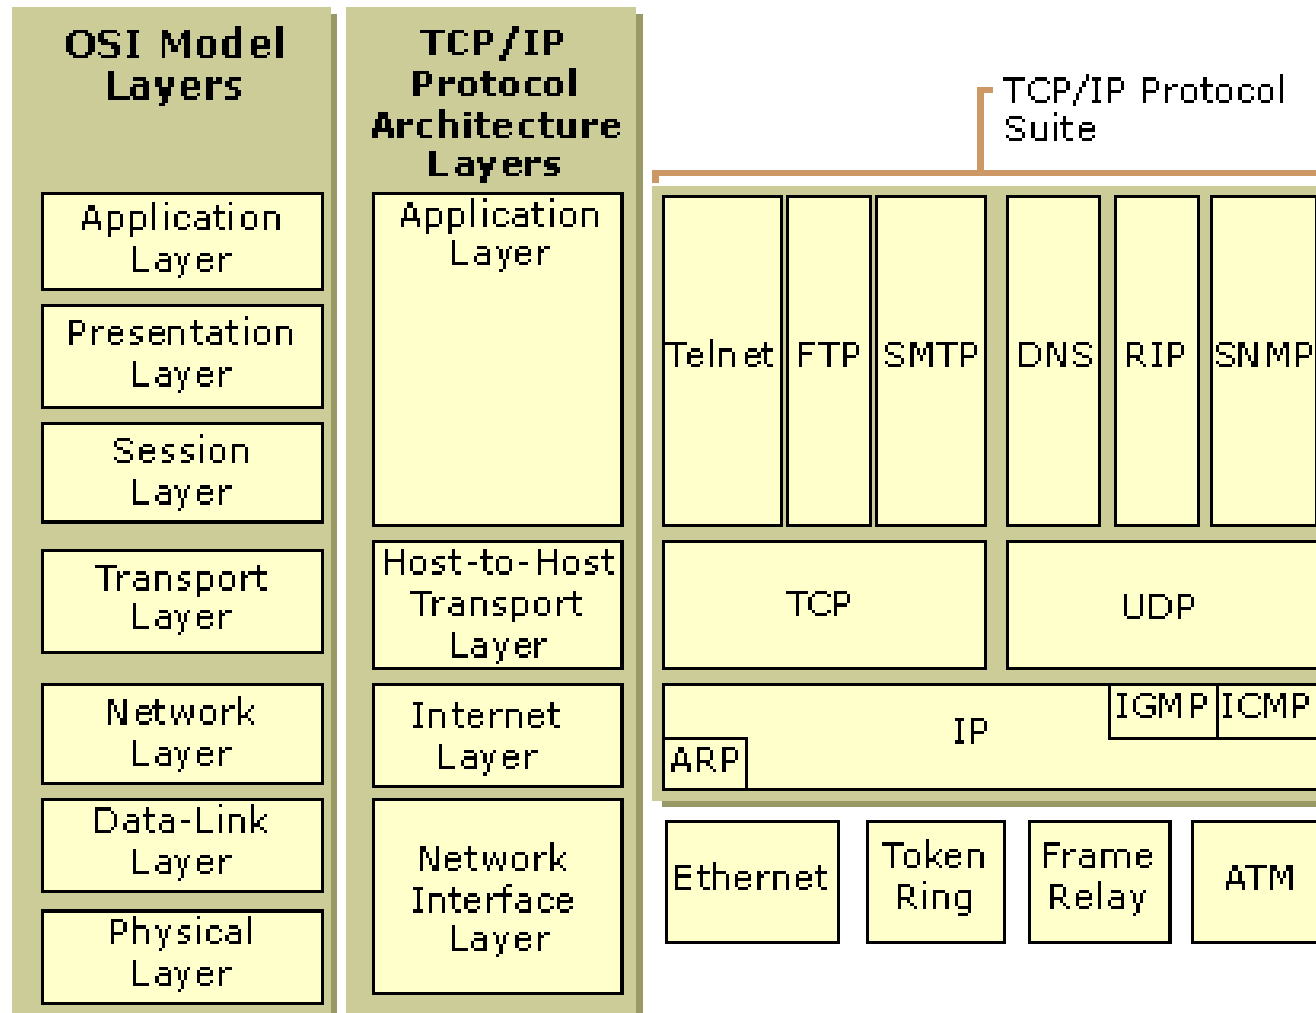 OSI Model
Layers
TCP/IP
Protocol
Architecture
Layers
TCP/IP Protocol
Suite
Application
Layer
Presentation
Layer
Session
Layer
Transport
Layer
Network
Layer
Data-Link
Layer
Physical
Layer
Application
Layer
Host-to-Host
Transport
Layer
Internet
Layer
Network
Interface
Layer
Telnet
FTP
SMTP
DNS
RIP
SNMP
TCP
UDP
IP
IGMP
ICMP
ARP
Ethernet
Token
Ring
Frame
Relay
ATM